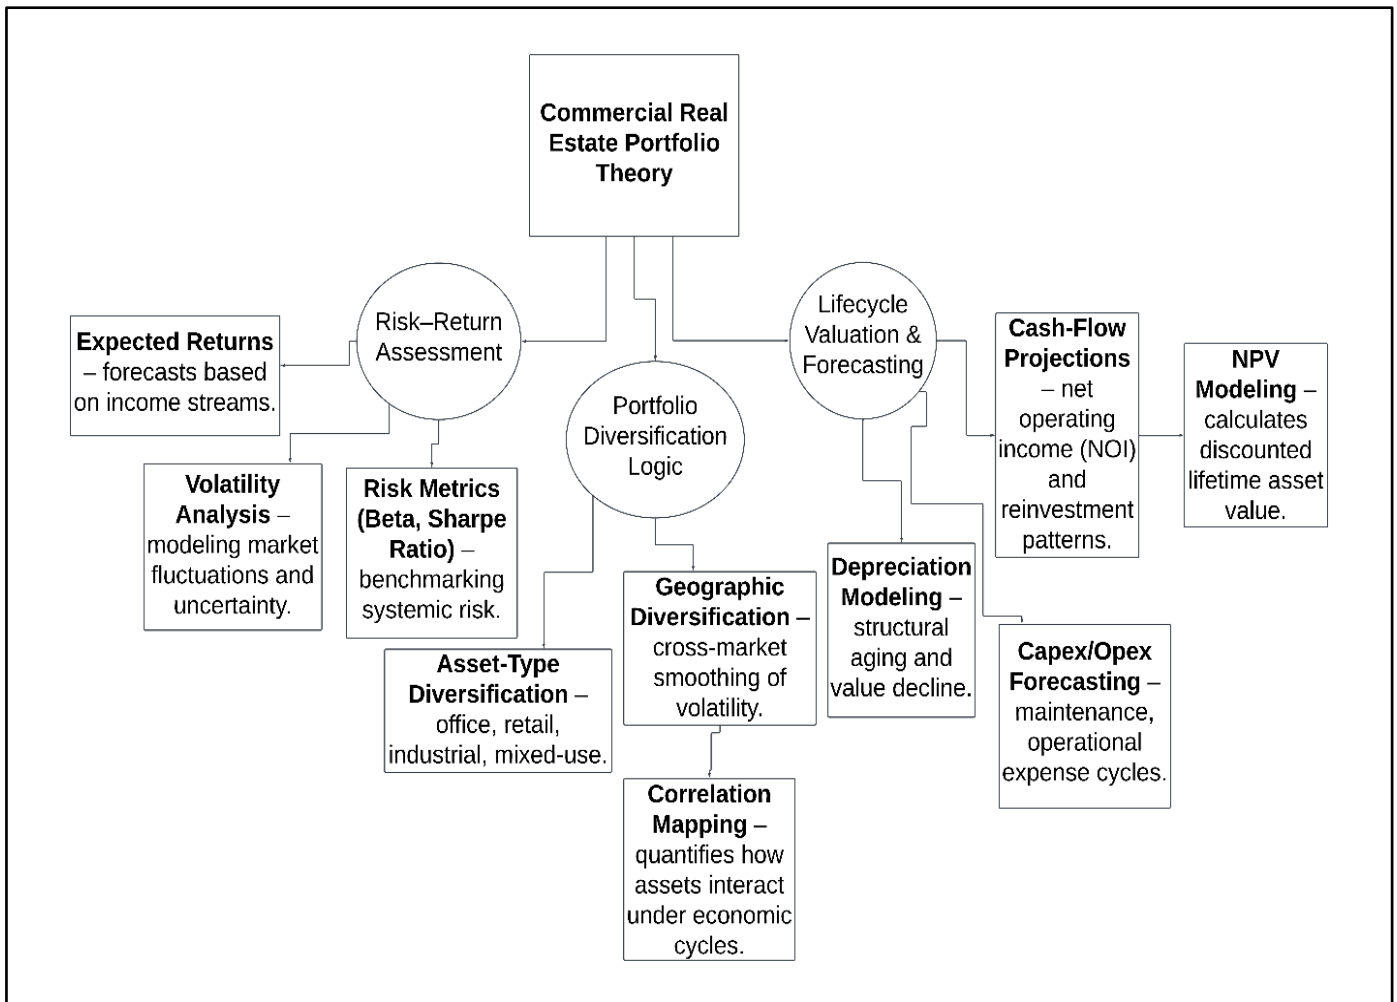 Commercial Real
Estate Portfolio
Theory
Risk–Return
Assessment
Expected Returns
– forecasts based
on income streams.
Volatility
Analysis –
modeling market
fluctuations and
uncertainty.
Risk Metrics
(Beta, Sharpe
Ratio) –
benchmarking
systemic risk.
Portfolio
Diversification
Logic
Asset-Type
Diversification –
office, retail,
industrial, mixed-use.
Geographic
Diversification –
cross-market
smoothing of
volatility.
Correlation
Mapping –
quantifies how
assets interact
under economic
cycles.
Lifecycle
Valuation &
Forecasting
Depreciation
Modeling –
structural
aging and
value decline.
Capex/Opex
Forecasting –
maintenance,
operational
expense cycles.
Cash-Flow
Projections
– net
operating
income (NOI)
and
reinvestment
patterns.
NPV
Modeling –
calculates
discounted
lifetime asset
value.